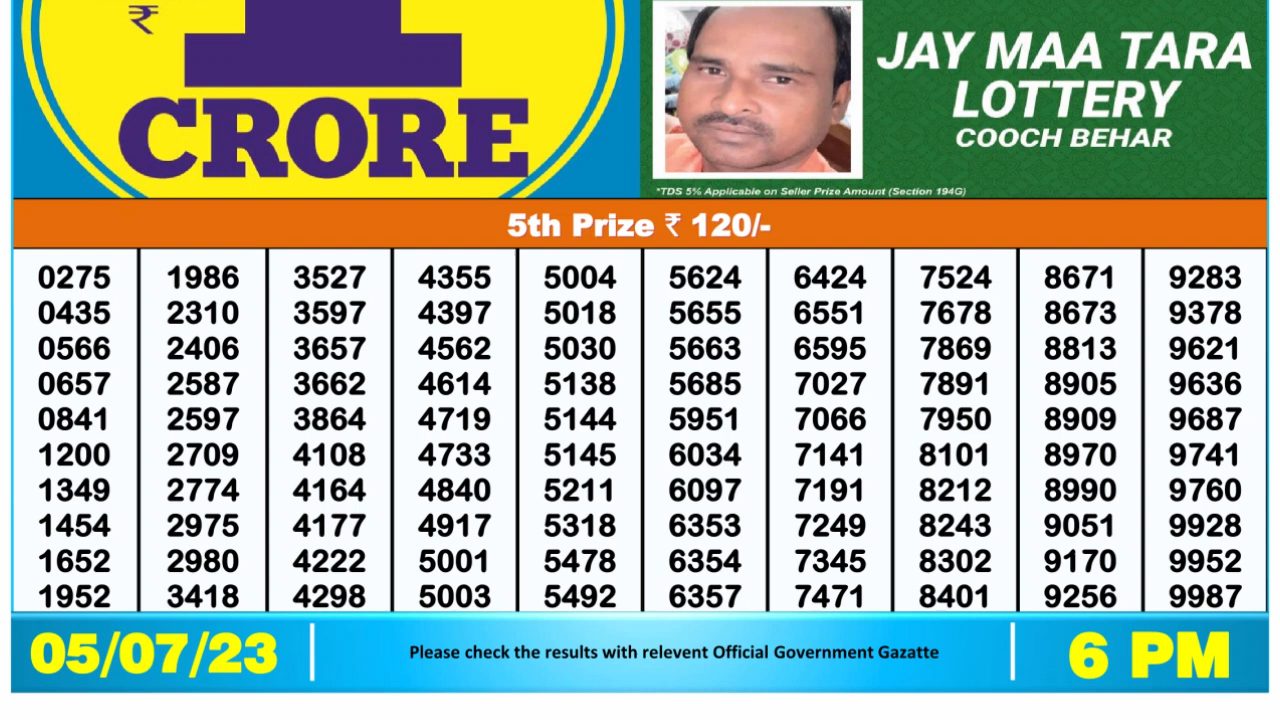 ₹
1
CRORE
JAY MAA TARA
LOTTERY
COOCH BEHAR
*TDS 5% Applicable on Seller Prize Amount (Section 194G)
5th Prize ₹ 120/-
0275 1986 3527 4355 5004 5624 6424 7524 8671 9283
0435 2310 3597 4397 5018 5655 6551 7678 8673 9378
0566 2406 3657 4562 5030 5663 6595 7869 8813 9621
0657 2587 3662 4614 5138 5685 7027 7891 8905 9636
0841 2597 3864 4719 5144 5951 7066 7950 8909 9687
1200 2709 4108 4733 5145 6034 7141 8101 8970 9741
1349 2774 4164 4840 5211 6097 7191 8212 8990 9760
1454 2975 4177 4917 5318 6353 7249 8243 9051 9928
1652 2980 4222 5001 5478 6354 7345 8302 9170 9952
1952 3418 4298 5003 5492 6357 7471 8401 9256 9987
05/07/23
Please check the results with relevent Official Government Gazatte
6 PM